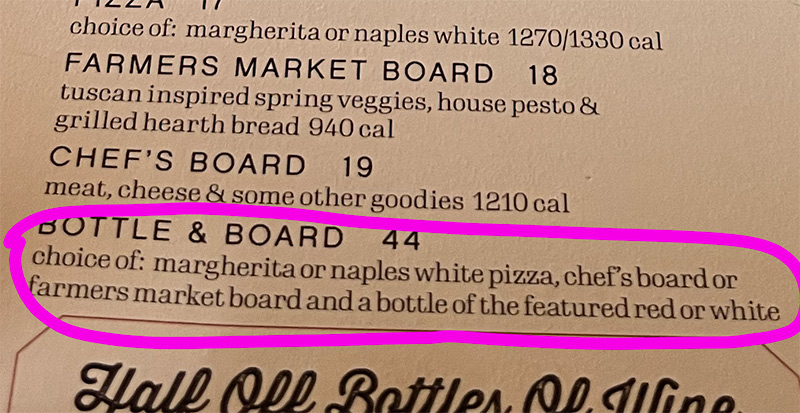 PIZZA 17
choice of: margherita or naples white 1270/1330 cal
FARMERS MARKET BOARD 18
tuscan inspired spring veggies, house pesto &
grilled hearth bread 940 cal
CHEF'S BOARD 19
meat, cheese & some other goodies 1210 cal
BOTTLE & BOARD 44
choice of: margherita or naples white pizza, chef's board or
farmers market board and a bottle of the featured red or white
Half Off Bottles Of Wine